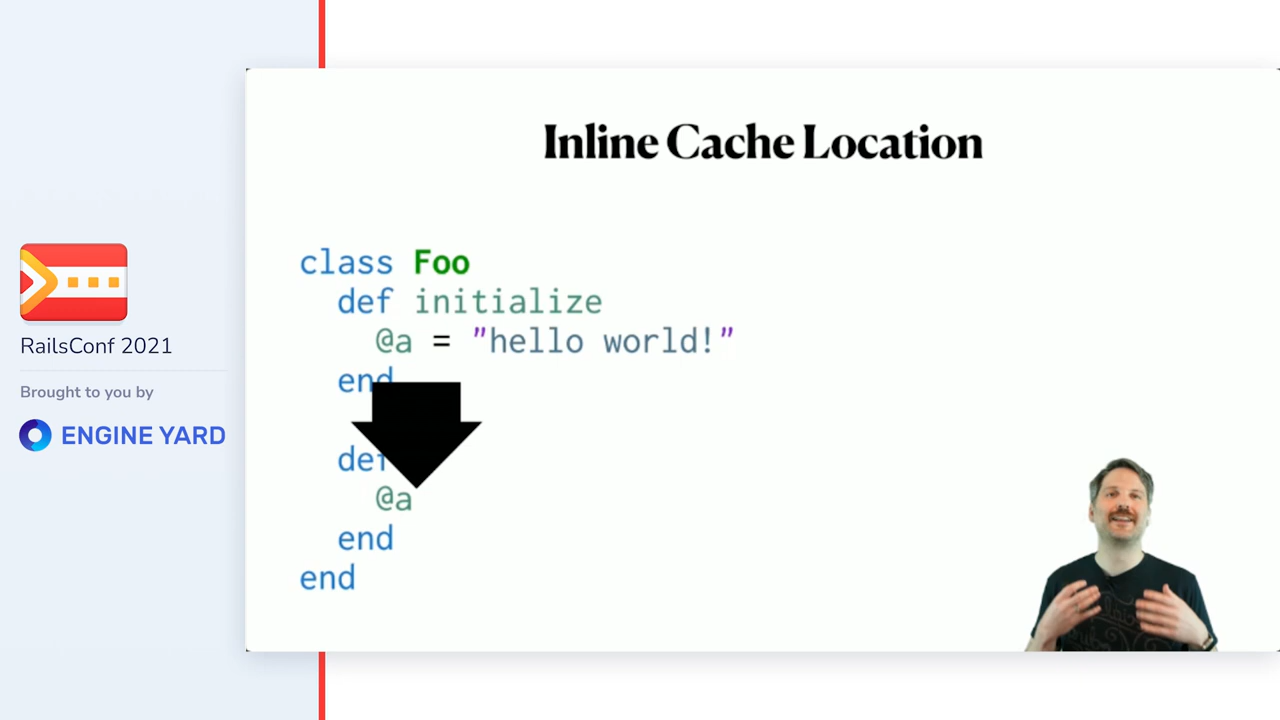 Inline Cache Location
class Foo
def initialize
@a = "hello world!"
end
def
@a
end
end
RailsConf 2021
Brought to you by
ENGINE YARD